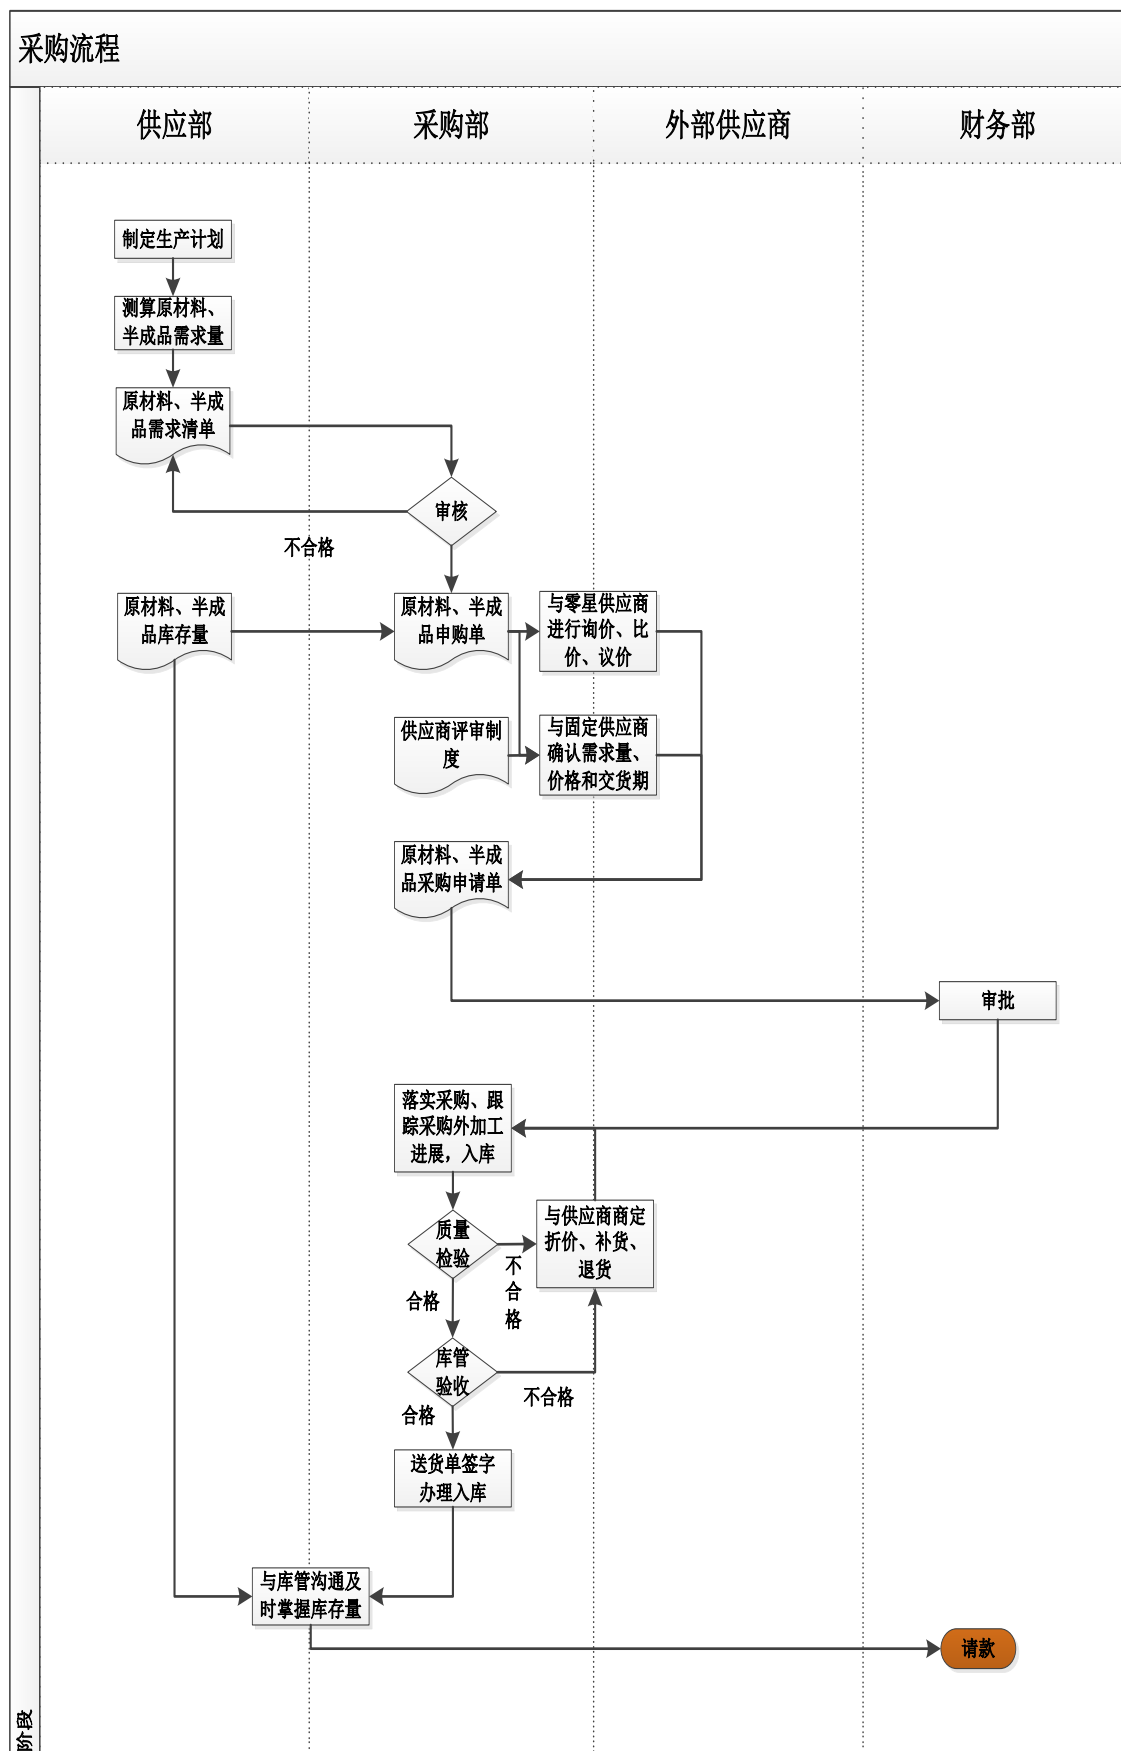 采购流程
供应部
采购部
外部供应商
财务部
制定生产计划
测算原材料、
半成品需求量
原材料、半成
品需求清单
审核
不合格
原材料、半成
品库存量
原材料、半成
品申购单
与零星供应商
进行询价、比
价、议价
供应商评审制
度
与固定供应商
确认需求量、
价格和交货期
原材料、半成
品采购申请单
审批
落实采购、跟
踪采购外加工
进展，入库
质量
检验
不
合
格
与供应商商定
折价、补货、
退货
合格
库管
验收
不合格
合格
送货单签字
办理入库
与库管沟通及
时掌握库存量
请款
阶段